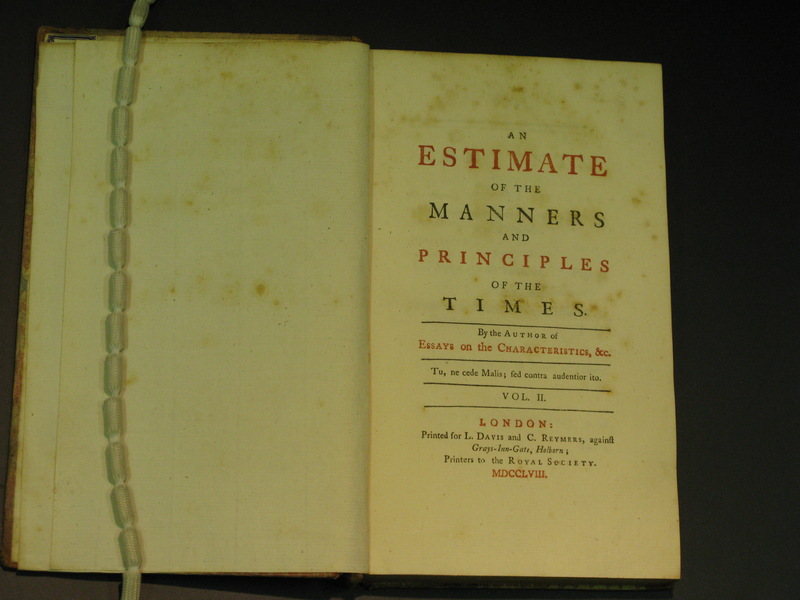 AN
ESTIMATE
OF THE
MANNERS
AND
PRINCIPLES
OF THE
TIMES.
By the AUTHOR of
ESSAYS on the CHARACTERISTICS, &c.
Tu, ne cede Malis; ſed contra audentior ito.
VOL. II.
LONDON:
Printed for L. DAVIS and C. REYMERS, againſt
Grays-Inn-Gate, Holborn;
Printers to the ROYAL SOCIETY.
MDCCLVIII.